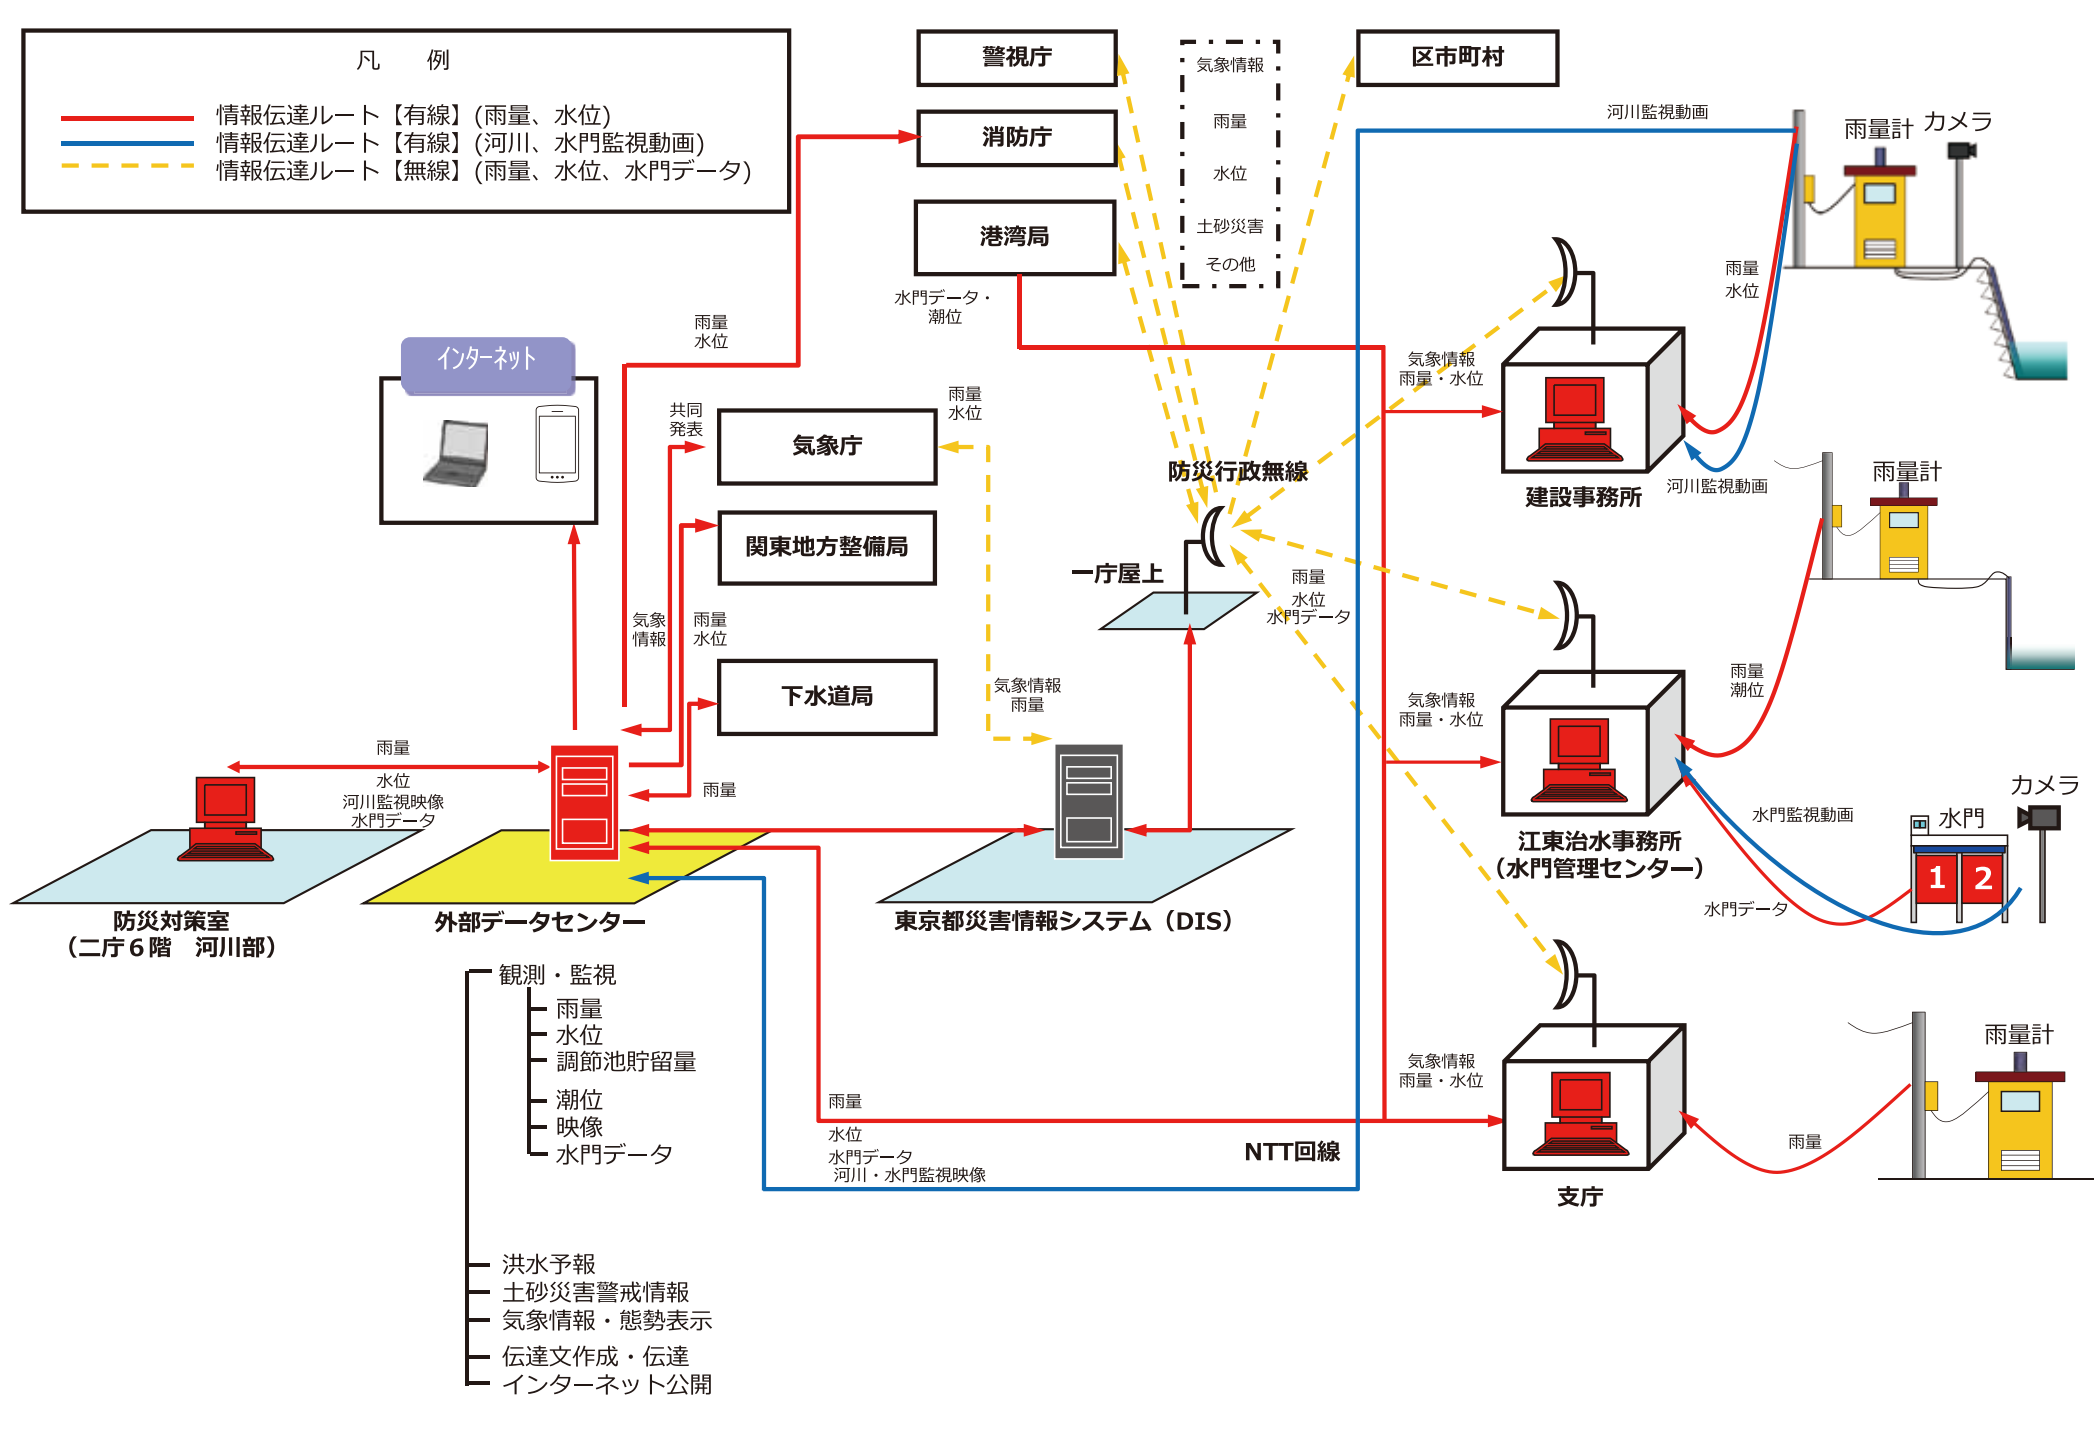 凡　　例
情報伝達ルート【有線】(雨量、水位)
情報伝達ルート【有線】(河川、水門監視動画)
情報伝達ルート【無線】(雨量、水位、水門データ)
警視庁
消防庁
港湾局
水門データ・
潮位
気象情報
雨量
水位
土砂災害
その他
区市町村
河川監視動画
雨量計
カメラ
雨量
水位
インターネット
雨量
水位
共同
発表
気象庁
雨量
水位
関東地方整備局
気象
情報
雨量
水位
下水道局
雨量
気象情報
雨量
防災行政無線
一庁屋上
雨量
水位
水門データ
気象情報
雨量・水位
建設事務所
河川監視動画
雨量計
雨量
潮位
気象情報
雨量・水位
江東治水事務所
（水門管理センター）
水門監視動画
水門データ
水門
カメラ
1
2
雨量
水位
河川監視映像
水門データ
防災対策室
（二庁６階　河川部）
外部データセンター
東京都災害情報システム（DIS）
観測・監視
雨量
水位
調節池貯留量
潮位
映像
水門データ
洪水予報
土砂災害警戒情報
気象情報・態勢表示
伝達文作成・伝達
インターネット公開
雨量
水位
水門データ
河川・水門監視映像
NTT回線
気象情報
雨量・水位
支庁
雨量
雨量計